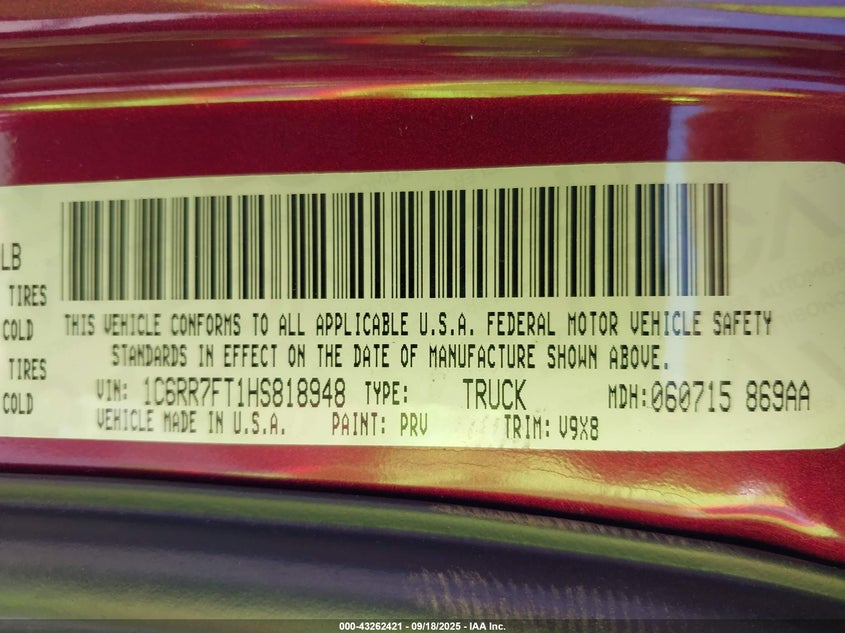 LB
TIRES
COLD
TIRES
COLD
THIS VEHICLE CONFORMS TO ALL APPLICABLE U.S.A. FEDERAL MOTOR VEHICLE SAFETY
STANDARDS IN EFFECT ON THE DATE OF MANUFACTURE SHOWN ABOVE.
VIN: 1C6RR7FT1HS818948 TYPE: TRUCK MDH:060715 869AA
VEHICLE MADE IN U.S.A. PAINT: PRV TRIM: V9X8
000-43262421 - 09/18/2025 - IAA Inc.